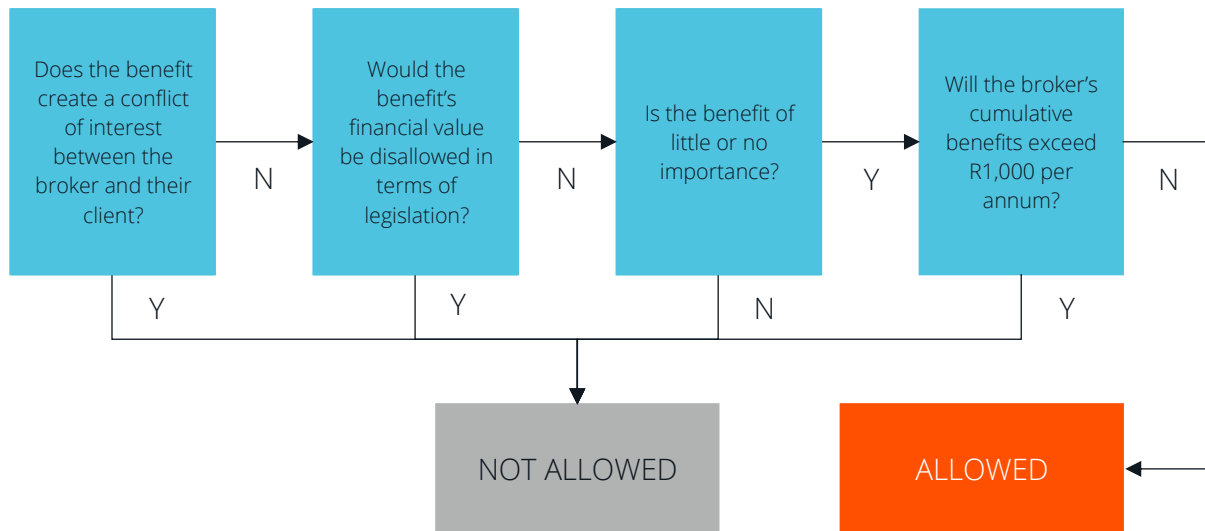 Does the benefit
create a conflict
of interest
between the
broker and their
client?
N
Y
Would the
benefit’s
financial value
be disallowed in
terms of
legislation?
N
Y
Is the benefit of
little or no
importance?
Y
N
Will the broker’s
cumulative
benefits exceed
R1,000 per
annum?
N
Y
NOT ALLOWED
ALLOWED